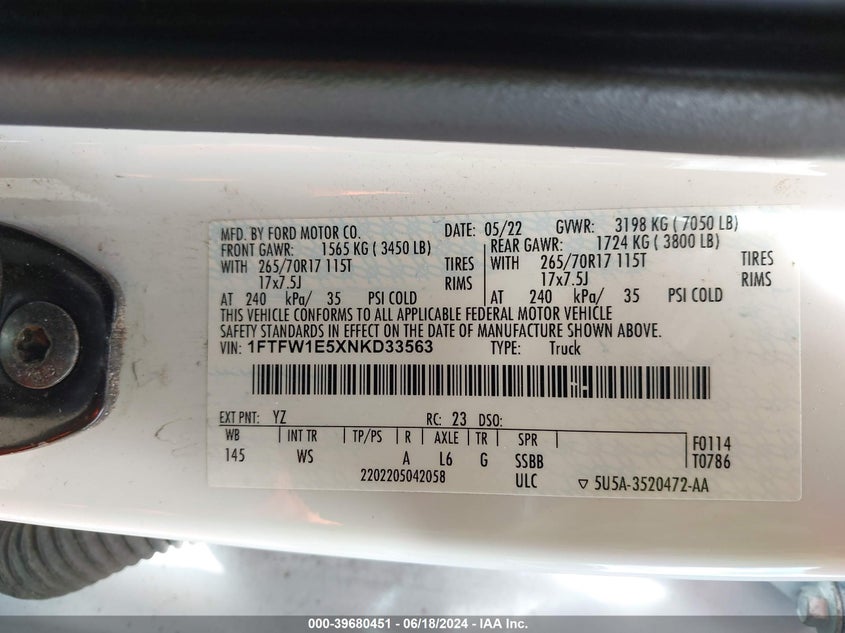 MFD. BY FORD MOTOR CO. DATE: 05/22 GVWR: 3198 KG ( 7050 LB)
FRONT GAWR: 1565 KG ( 3450 LB) REAR GAWR: 1724 KG ( 3800 LB)
WITH 265/70R17 115T TIRES WITH 265/70R17 115T TIRES
17x7.5J RIMS 17x7.5J RIMS
AT 240 kPa/ 35 PSI COLD AT 240 kPa/ 35 PSI COLD
THIS VEHICLE CONFORMS TO ALL APPLICABLE FEDERAL MOTOR VEHICLE
SAFETY STANDARDS IN EFFECT ON THE DATE OF MANUFACTURE SHOWN ABOVE.
VIN: 1FTFW1E5XNKD33563 TYPE: Truck
EXT PNT: YZ RC: 23 DSO:
WB INT TR TP/PS R AXLE TR SPR F0114
145 WS A L6 G SSBB T0786
2202205042058 ULC ▽ 5U5A-3520472-AA
000-39680451 / 06/18/2024 / IAA Inc.